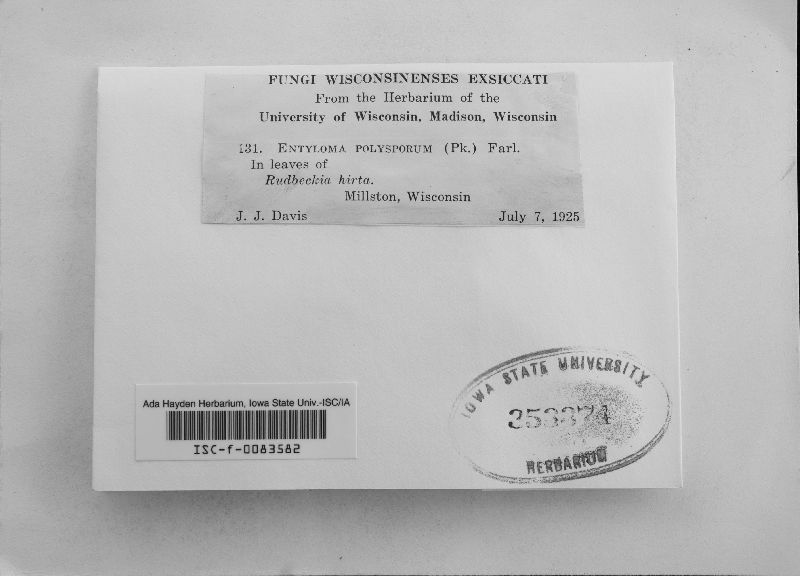 FUNGI WISCONSINENSES EXSICCATI
From the Herbarium of the
University of Wisconsin, Madison, Wisconsin
131. ENTYLOMA POLYSPORUM (Pk.) Farl.
In leaves of
Rudbeckia hirta.
Millston, Wisconsin
J. J. Davis July 7, 1925
Ada Hayden Herbarium, Iowa State Univ.-ISC/IA
ISC-f-0083582
IOWA STATE UNIVERSITY
HERBARIUM